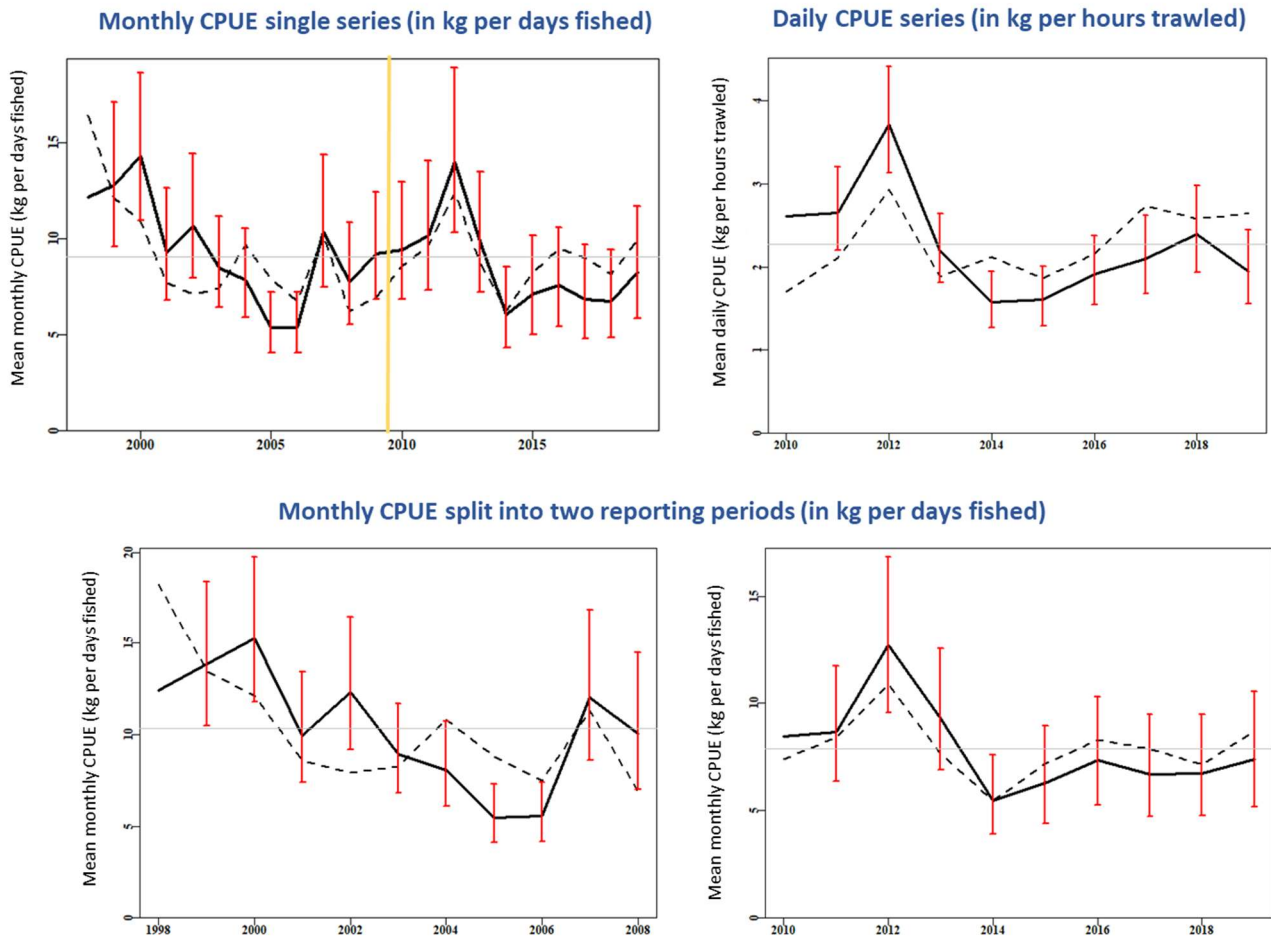 Monthly CPUE single series (in kg per days fished)
Mean monthly CPUE (kg per days fished)
15
10
5
0
2000 2005 2010 2015
Daily CPUE series (in kg per hours trawled)
Mean daily CPUE (kg per hours trawled)
4
3
2
1
0
2010 2012 2014 2016 2018
Monthly CPUE split into two reporting periods (in kg per days fished)
Mean monthly CPUE (kg per days fished)
20
15
10
5
0
1998 2000 2002 2004 2006 2008
Mean monthly CPUE (kg per days fished)
15
10
5
0
2010 2012 2014 2016 2018